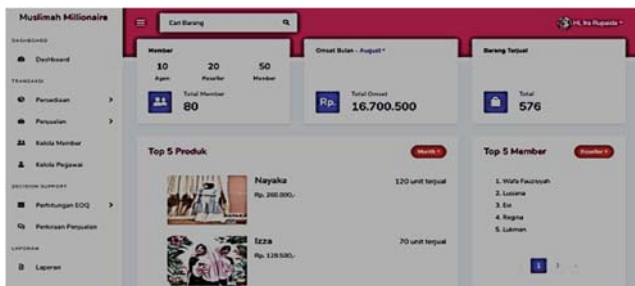 Muslimah Millionaire
Cari Barang
Hi, Ira Rupaida
DASHBOARD
Dashboard
TRANSAKSI
Persediaan
Penjualan
Kelola Member
Kelola Pegawai
DECISION SUPPORT
Perhitungan EOQ
Perkiraan Penjualan
LAPORAN
Laporan
Member
10 20 50
Agen Reseller Member
Total Member
80
Omset Bulan - August
Total Omset
Rp. 16.700.500
Barang Terjual
Total
576
Top 5 Produk
Month
Nayaka 120 unit terjual
Rp. 260.000,-
Izza 70 unit terjual
Rp. 129.500,-
Top 5 Member
Reseller
1. Wafa Fauziyyah
2. Lusiana
3. Evi
4. Regina
5. Lukman
1